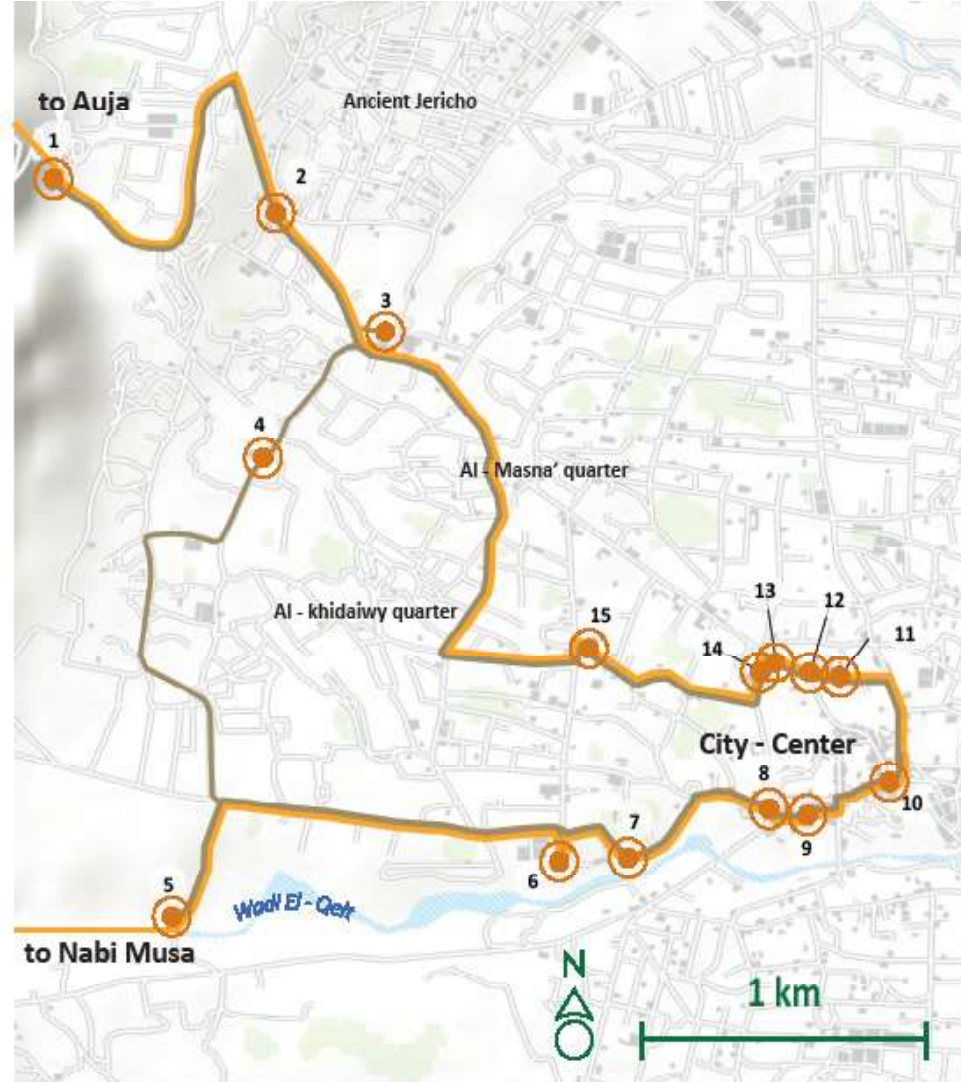 to Auja
Ancient Jericho
1
2
3
4
Al - Masna' quarter
Al - khidaiwy quarter
15
13
12
11
14
City - Center
8
10
7
9
6
5
Wadi El - Qelt
to Nabi Musa
N
1 km